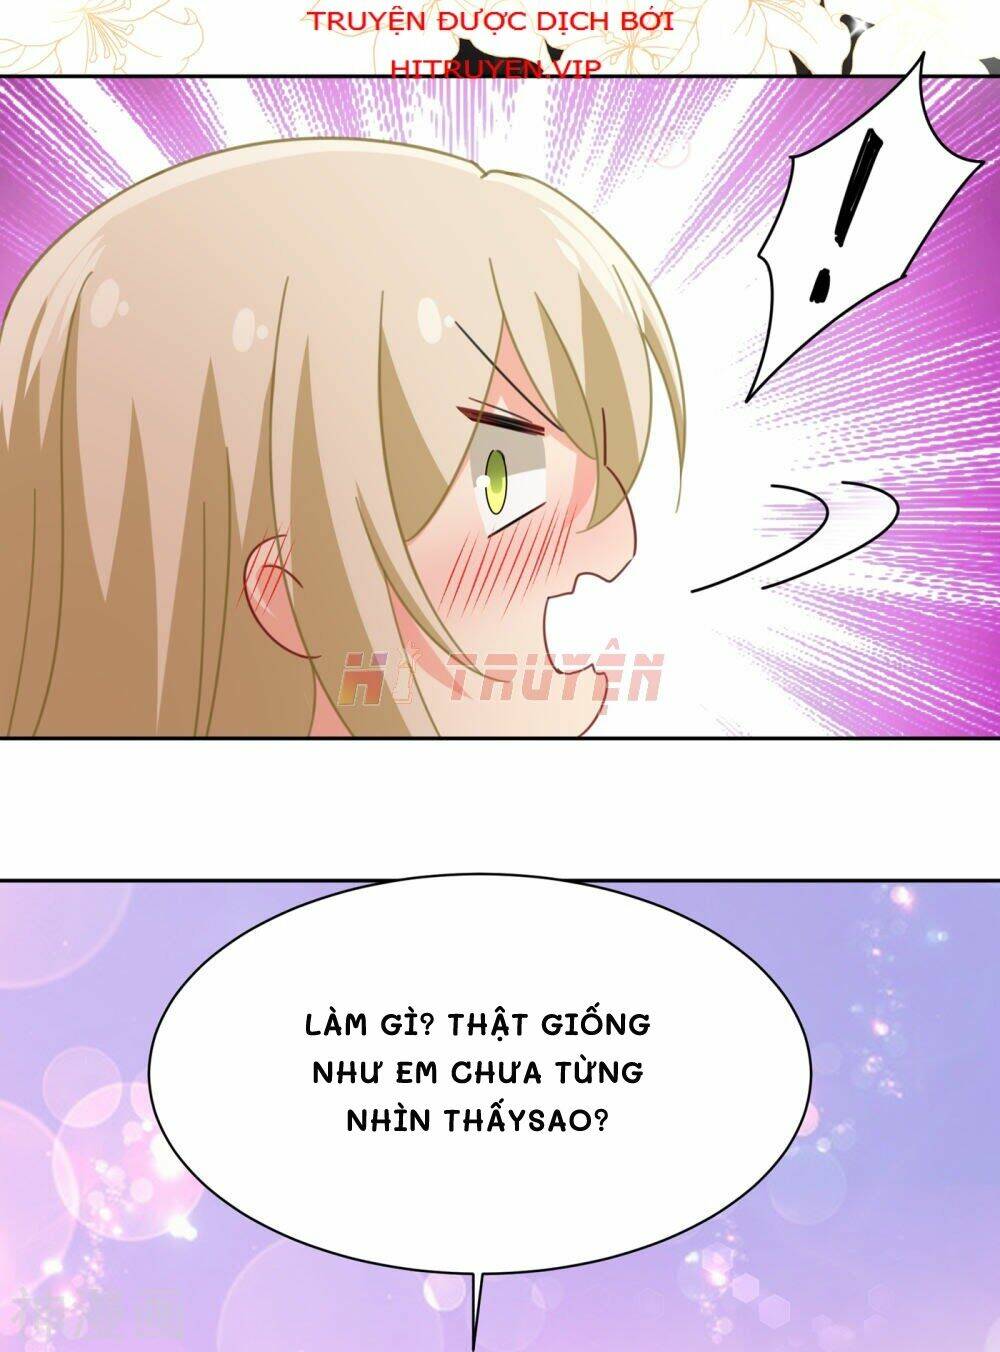 TRUYỆN ĐƯỢC DỊCH BỞI
HITRUYEN.VIP
!
HI TRUYỆN
LÀM GÌ? THẬT GIỐNG
NHƯ EM CHƯA TỪNG
NHÌN THẤYSAO?